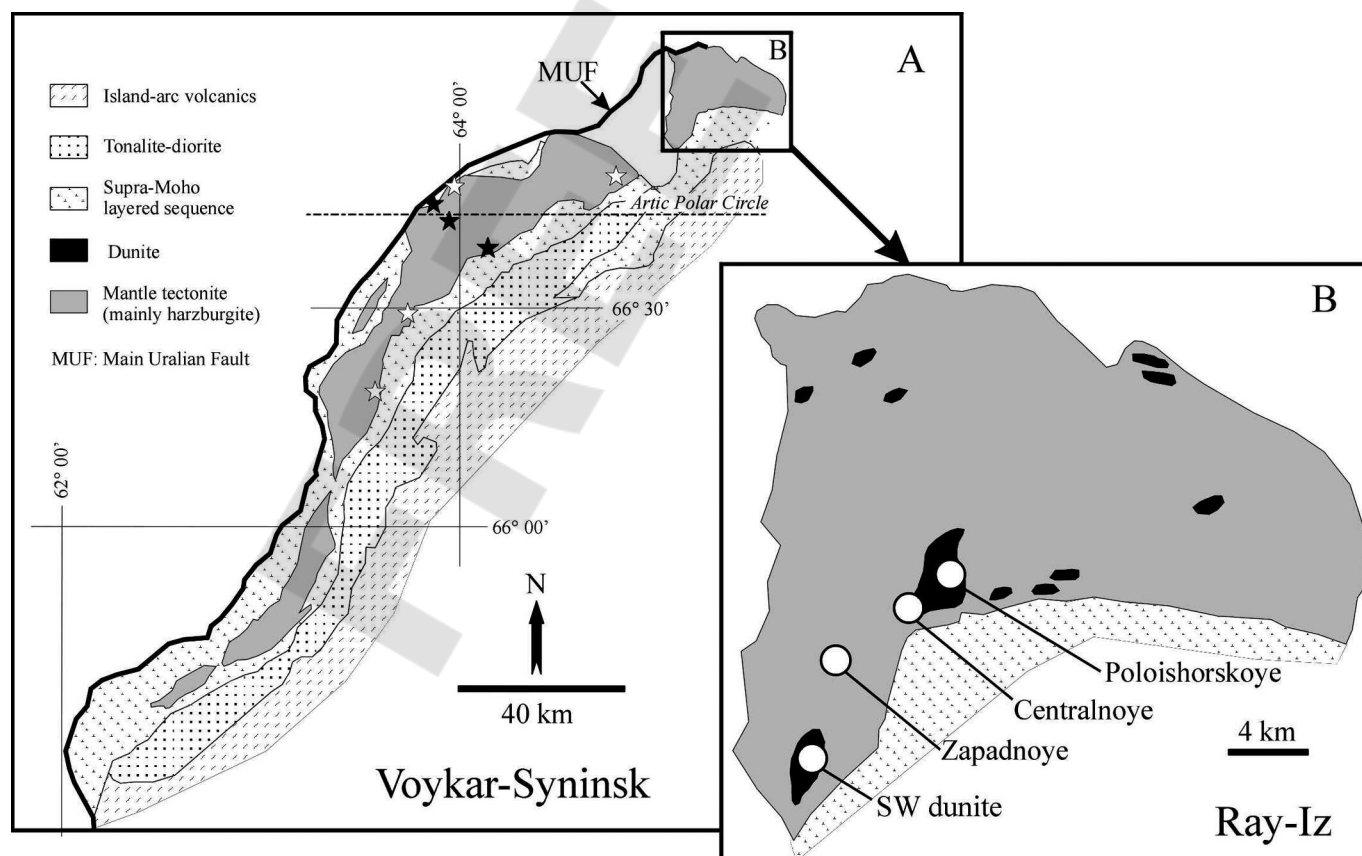 A
B
MUF
Island-arc volcanics
Tonalite-diorite
Supra-Moho
layered sequence
Dunite
Mantle tectonite
(mainly harzburgite)
MUF: Main Uralian Fault
64° 00’
Artic Polar Circle
66° 30’
62° 00’
66° 00’
N
40 km
Voykar-Syninsk
B
Poloishorskoye
Centralnoye
Zapadnoye
SW dunite
4 km
Ray-Iz